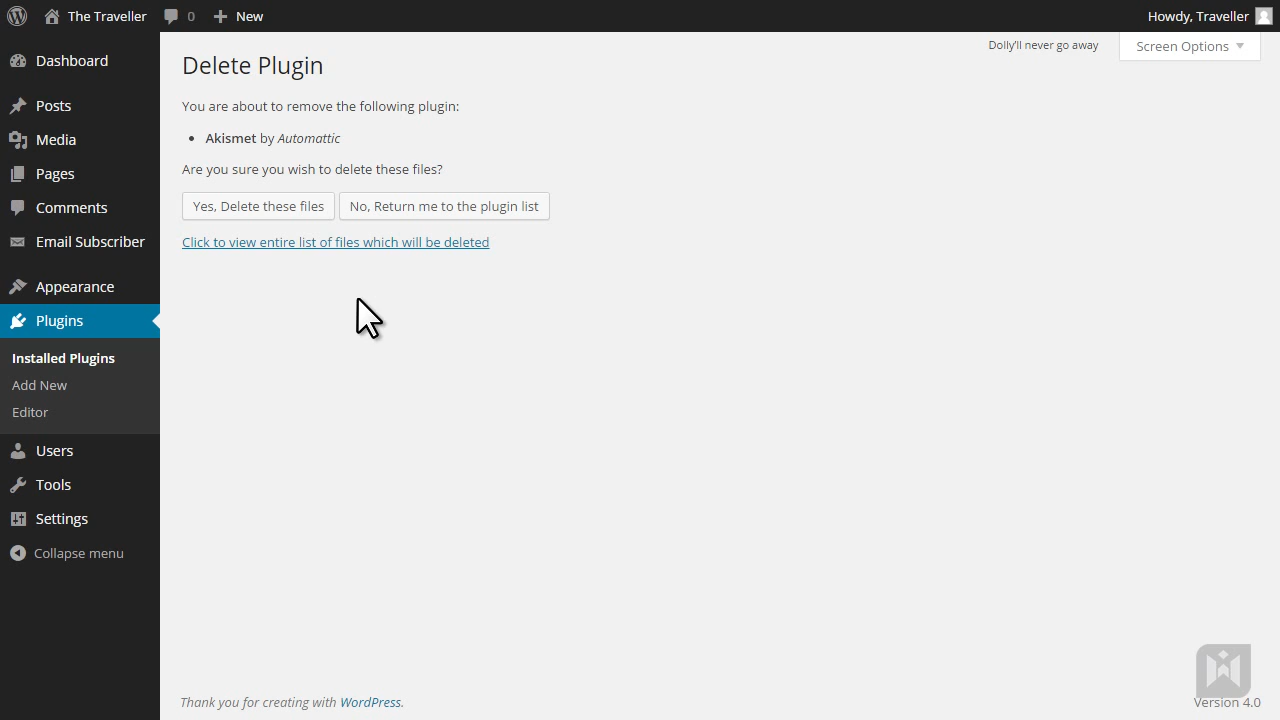 The Traveller 0 New Howdy, Traveller
Dashboard
Posts
Media
Pages
Comments
Email Subscriber
Appearance
Plugins
Installed Plugins
Add New
Editor
Users
Tools
Settings
Collapse menu
Dolly'll never go away Screen Options
Delete Plugin
You are about to remove the following plugin:
• Akismet by Automattic
Are you sure you wish to delete these files?
Yes, Delete these files No, Return me to the plugin list
Click to view entire list of files which will be deleted
Thank you for creating with WordPress. Version 4.0